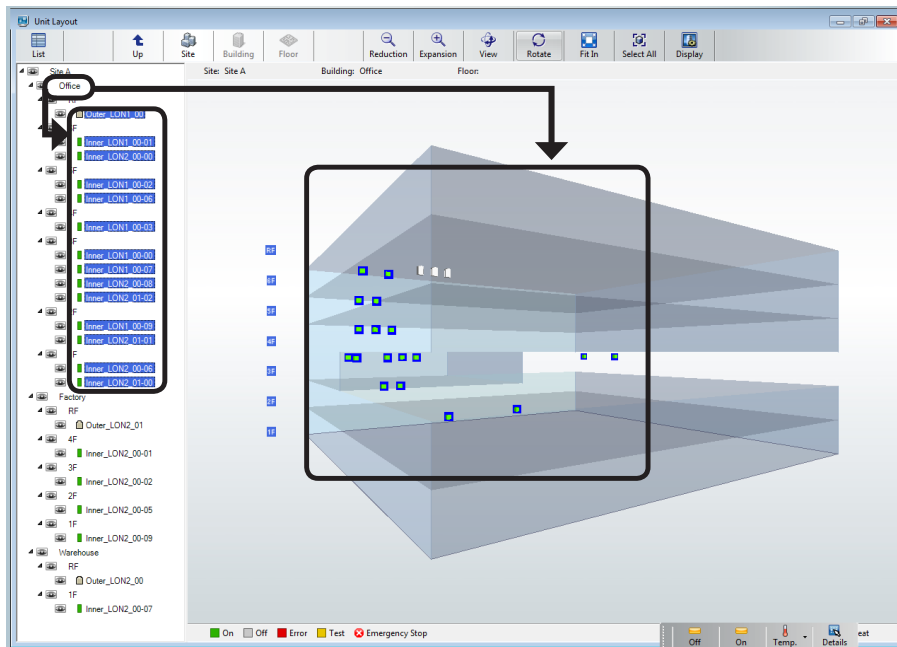 Unit Layout
List Up Site Building Floor Reduction Expansion View Rotate Fit In Select All Display
Site: Site A Building: Office Floor:
Site A
Office
RF
Outer_LON1_00
F
Inner_LON1_00-01
Inner_LON2_00-00
F
Inner_LON1_00-02
Inner_LON1_00-06
F
Inner_LON1_00-03
F
Inner_LON1_00-00
Inner_LON1_00-07
Inner_LON2_00-08
Inner_LON2_01-02
F
Inner_LON1_00-09
Inner_LON2_01-01
F
Inner_LON2_00-06
Inner_LON2_01-00
Factory
RF
Outer_LON2_01
4F
Inner_LON2_00-01
3F
Inner_LON2_00-02
2F
Inner_LON2_00-05
1F
Inner_LON2_00-09
Warehouse
RF
Outer_LON2_00
1F
Inner_LON2_00-07
RF
6F
5F
4F
3F
2F
1F
On Off Error Test Emergency Stop eat
Off On Temp. Details